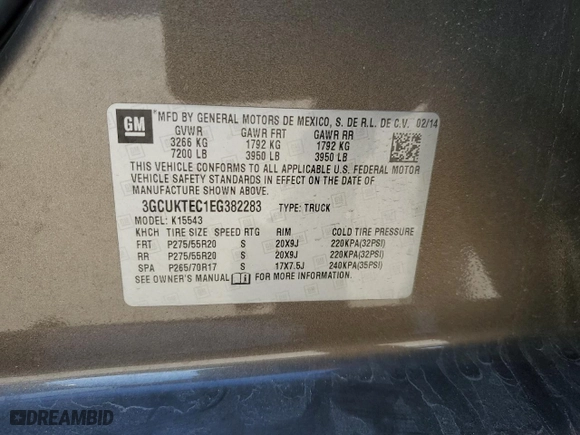 GM
MFD BY GENERAL MOTORS DE MEXICO, S. DE R.L. DE C.V. 02/14
GVWR GAWR FRT GAWR RR
3266 KG 1792 KG 1792 KG
7200 LB 3950 LB 3950 LB
THIS VEHICLE CONFORMS TO ALL APPLICABLE U.S. FEDERAL MOTOR
VEHICLE SAFETY STANDARDS IN EFFECT ON THE DATE OF
MANUFACTURE SHOWN ABOVE.
3GCUKTEC1EG382283 TYPE: TRUCK
MODEL: K15543
KHCH TIRE SIZE SPEED RTG RIM COLD TIRE PRESSURE
FRT P275/55R20 S 20X9J 220KPA(32PSI)
RR P275/55R20 S 20X9J 220KPA(32PSI)
SPA P265/70R17 S 17X7.5J 240KPA(35PSI)
SEE OWNER'S MANUAL FOR MORE INFORMATION.
DREAMBID